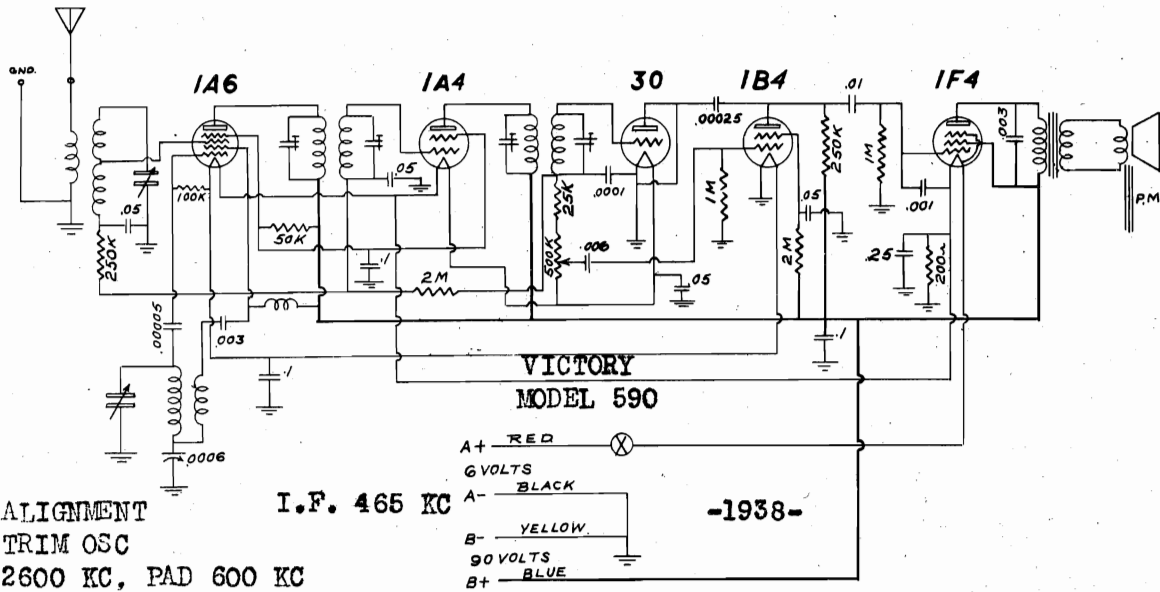 GND.
1A6
1A4
30
1B4
1F4
.00025
.01
.003
250K
1M
P.M.
100K
.05
.0001
25K
1M
.001
.05
50K
.05
250K
.1
2M
500K
.006
.05
2M
.25
200Ω
.00005
.003
.1
.1
VICTORY
MODEL 590
.0006
A+ RED
6 VOLTS
A- BLACK
I.F. 465 KC
-1938-
B- YELLOW
90 VOLTS
B+ BLUE
ALIGNMENT
TRIM OSC
2600 KC, PAD 600 KC